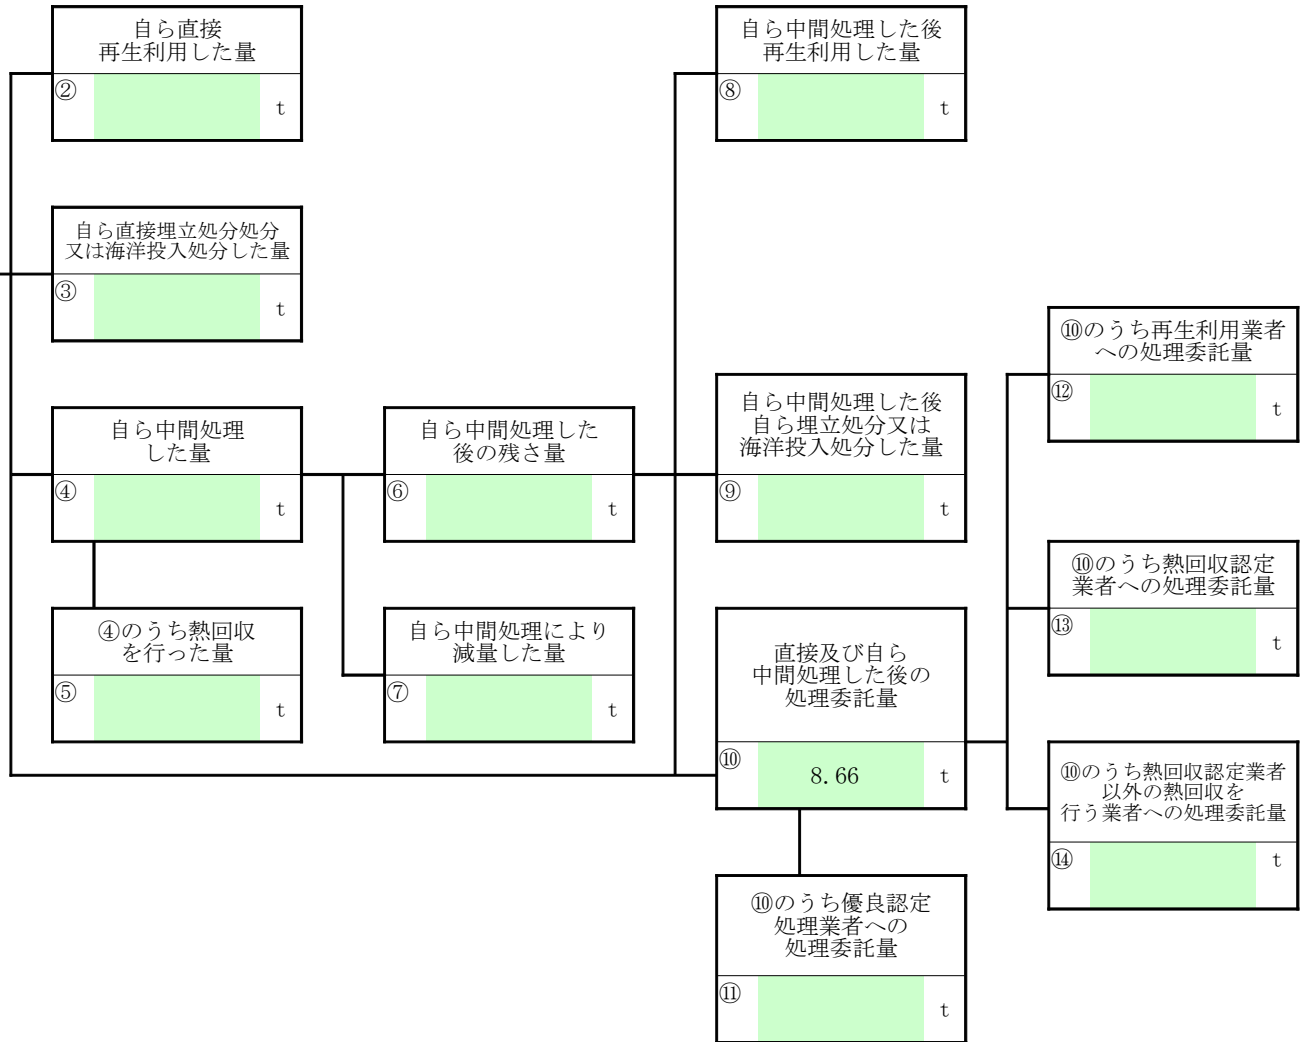 自ら直接
再生利用した量
②
t
自ら中間処理した後
再生利用した量
⑧
t
自ら直接埋立処分処分
又は海洋投入処分した量
③
t
⑩のうち再生利用業者
への処理委託量
⑫
t
自ら中間処理
した量
④
t
自ら中間処理した
後の残さ量
⑥
t
自ら中間処理した後
自ら埋立処分又は
海洋投入処分した量
⑨
t
⑩のうち熱回収認定
業者への処理委託量
⑬
t
④のうち熱回収
を行った量
⑤
t
自ら中間処理により
減量した量
⑦
t
直接及び自ら
中間処理した後の
処理委託量
⑩
8.66
t
⑩のうち熱回収認定業者
以外の熱回収を
行う業者への処理委託量
⑭
t
⑩のうち優良認定
処理業者への
処理委託量
⑪
t